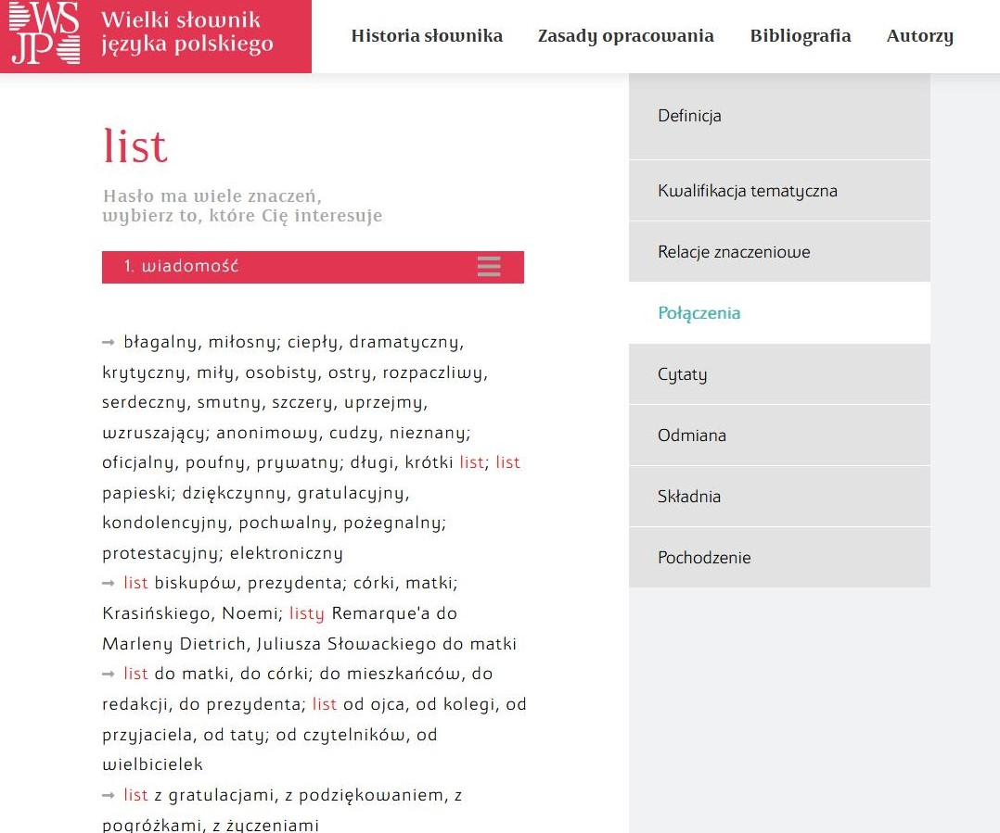 WSJP
Wielki słownik
języka polskiego
Historia słownika
Zasady opracowania
Bibliografia
Autorzy
list
Hasło ma wiele znaczeń,
wybierz to, które Cię interesuje
1. wiadomość
→ błagalny, miłosny; ciepły, dramatyczny,
krytyczny, miły, osobisty, ostry, rozpaczliwy,
serdeczny, smutny, szczery, uprzejmy,
wzruszający; anonimowy, cudzy, nieznany;
oficjalny, poufny, prywatny; długi, krótki list; list
papieski; dziękczynny, gratulacyjny,
kondolencyjny, pochwalny, pożegnalny;
protestacyjny; elektroniczny
→ list biskupów, prezydenta; córki, matki;
Krasińskiego, Noemi; listy Remarque'a do
Marleny Dietrich, Juliusza Słowackiego do matki
→ list do matki, do córki; do mieszkańców, do
redakcji, do prezydenta; list od ojca, od kolegi, od
przyjaciela, od taty; od czytelników, od
wielbicielek
→ list z gratulacjami, z podziękowaniem, z
pogróżkami, z życzeniami
Definicja
Kwalifikacja tematyczna
Relacje znaczeniowe
Połączenia
Cytaty
Odmiana
Składnia
Pochodzenie